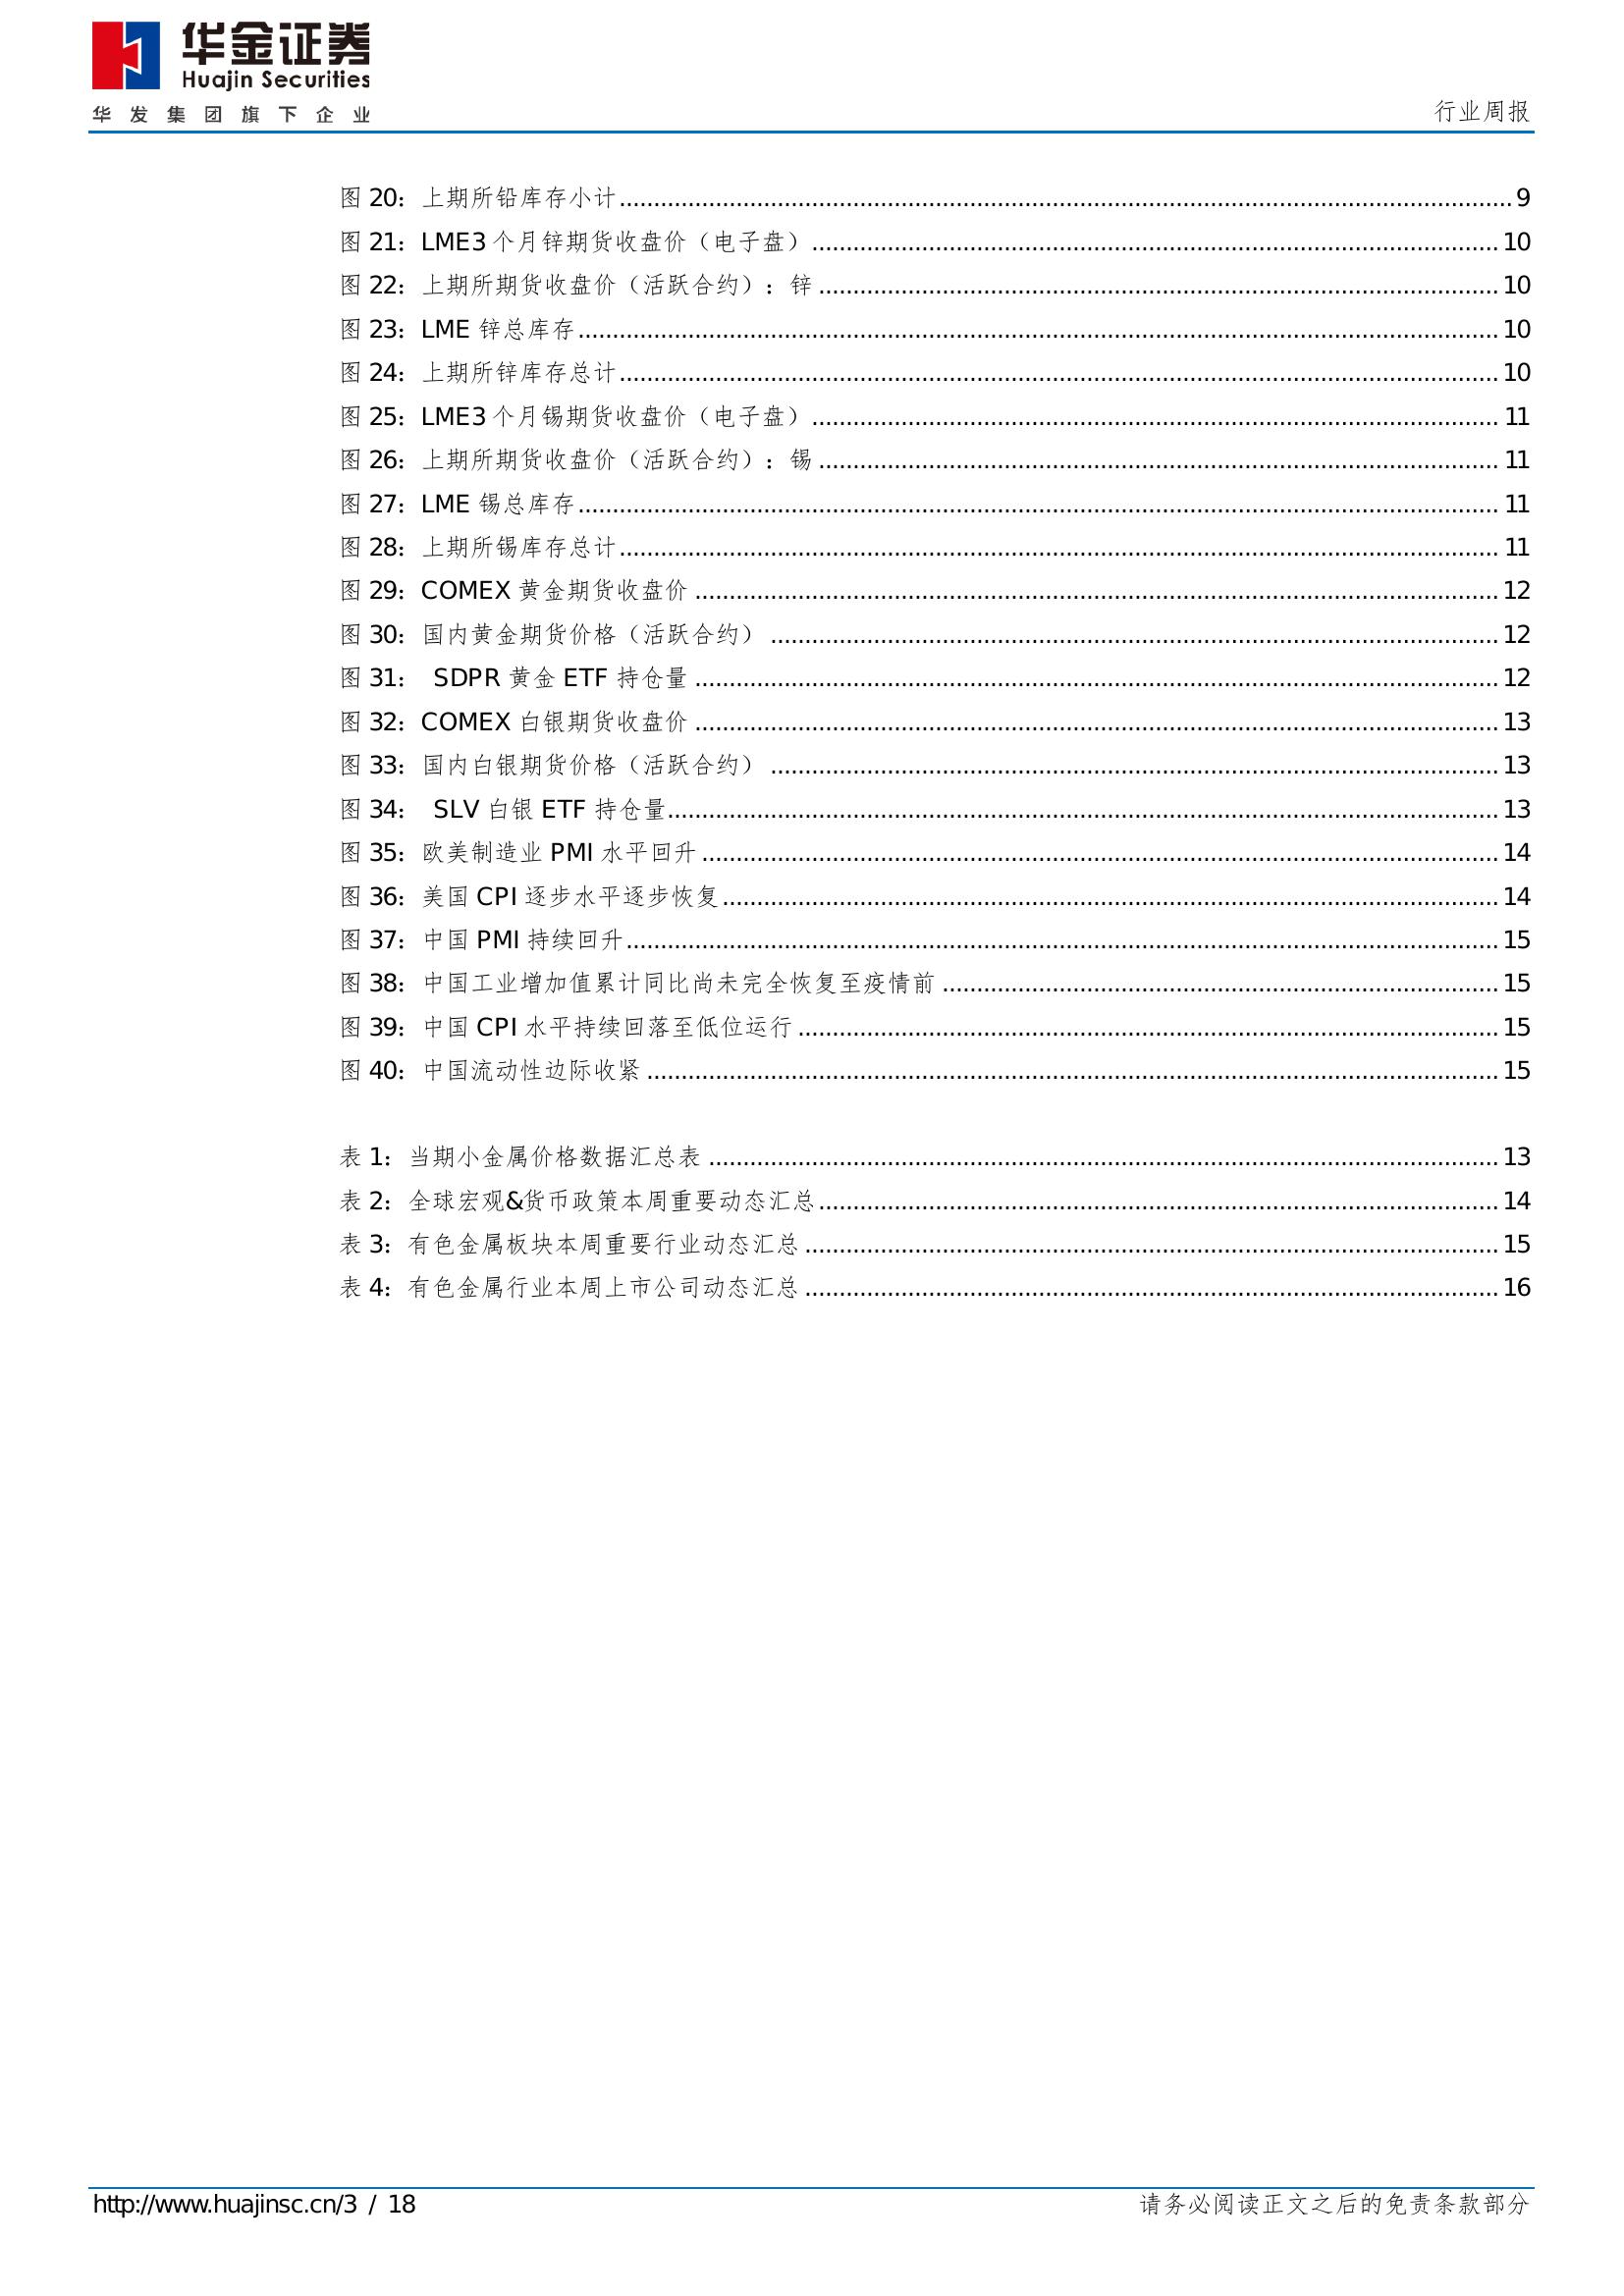 华金证券
Huajin Securities
华发集团旗下企业
行业周报
图 20：上期所铅库存小计 9
图 21：LME3 个月锌期货收盘价（电子盘） 10
图 22：上期所期货收盘价（活跃合约）：锌 10
图 23：LME 锌总库存 10
图 24：上期所锌库存总计 10
图 25：LME3 个月锡期货收盘价（电子盘） 11
图 26：上期所期货收盘价（活跃合约）：锡 11
图 27：LME 锡总库存 11
图 28：上期所锡库存总计 11
图 29：COMEX 黄金期货收盘价 12
图 30：国内黄金期货价格（活跃合约） 12
图 31： SDPR 黄金 ETF 持仓量 12
图 32：COMEX 白银期货收盘价 13
图 33：国内白银期货价格（活跃合约） 13
图 34： SLV 白银 ETF 持仓量 13
图 35：欧美制造业 PMI 水平回升 14
图 36：美国 CPI 逐步水平逐步恢复 14
图 37：中国 PMI 持续回升 15
图 38：中国工业增加值累计同比尚未完全恢复至疫情前 15
图 39：中国 CPI 水平持续回落至低位运行 15
图 40：中国流动性边际收紧 15
表 1：当期小金属价格数据汇总表 13
表 2：全球宏观&货币政策本周重要动态汇总 14
表 3：有色金属板块本周重要行业动态汇总 15
表 4：有色金属行业本周上市公司动态汇总 16
http://www.huajinsc.cn/3 / 18
请务必阅读正文之后的免责条款部分